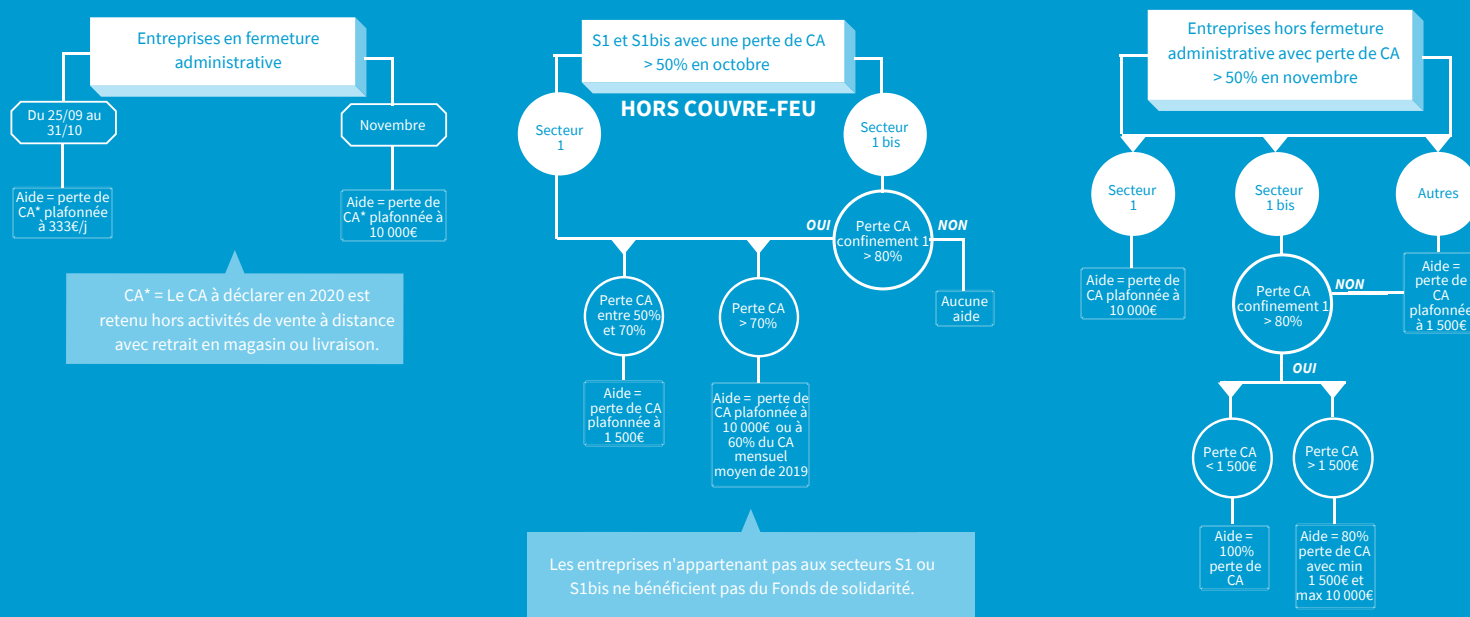 Entreprises en fermeture
administrative
Du 25/09 au
31/10
Novembre
Aide = perte de
CA* plafonnée
à 333€/j
Aide = perte de
CA* plafonnée à
10 000€
CA* = Le CA à déclarer en 2020 est
retenu hors activités de vente à distance
avec retrait en magasin ou livraison.
S1 et S1bis avec une perte de CA
> 50% en octobre
HORS COUVRE-FEU
Secteur
1
Secteur
1 bis
OUI
Perte CA
confinement 1
> 80%
NON
Aucune
aide
Perte CA
entre 50%
et 70%
Perte CA
> 70%
Aide =
perte de CA
plafonnée à
1 500€
Aide = perte de
CA plafonnée à
10 000€ ou à
60% du CA
mensuel
moyen de 2019
Les entreprises n'appartenant pas aux secteurs S1 ou
S1bis ne bénéficient pas du Fonds de solidarité.
Entreprises hors fermeture
administrative avec perte de CA
> 50% en novembre
Secteur
1
Secteur
1 bis
Autres
Aide = perte de
CA plafonnée à
10 000€
Perte CA
confinement 1
> 80%
NON
Aide =
perte de
CA
plafonnée
à 1 500€
OUI
Perte CA
< 1 500€
Perte CA
> 1 500€
Aide =
100%
perte de
CA
Aide = 80%
perte de CA
avec min
1 500€ et
max 10 000€